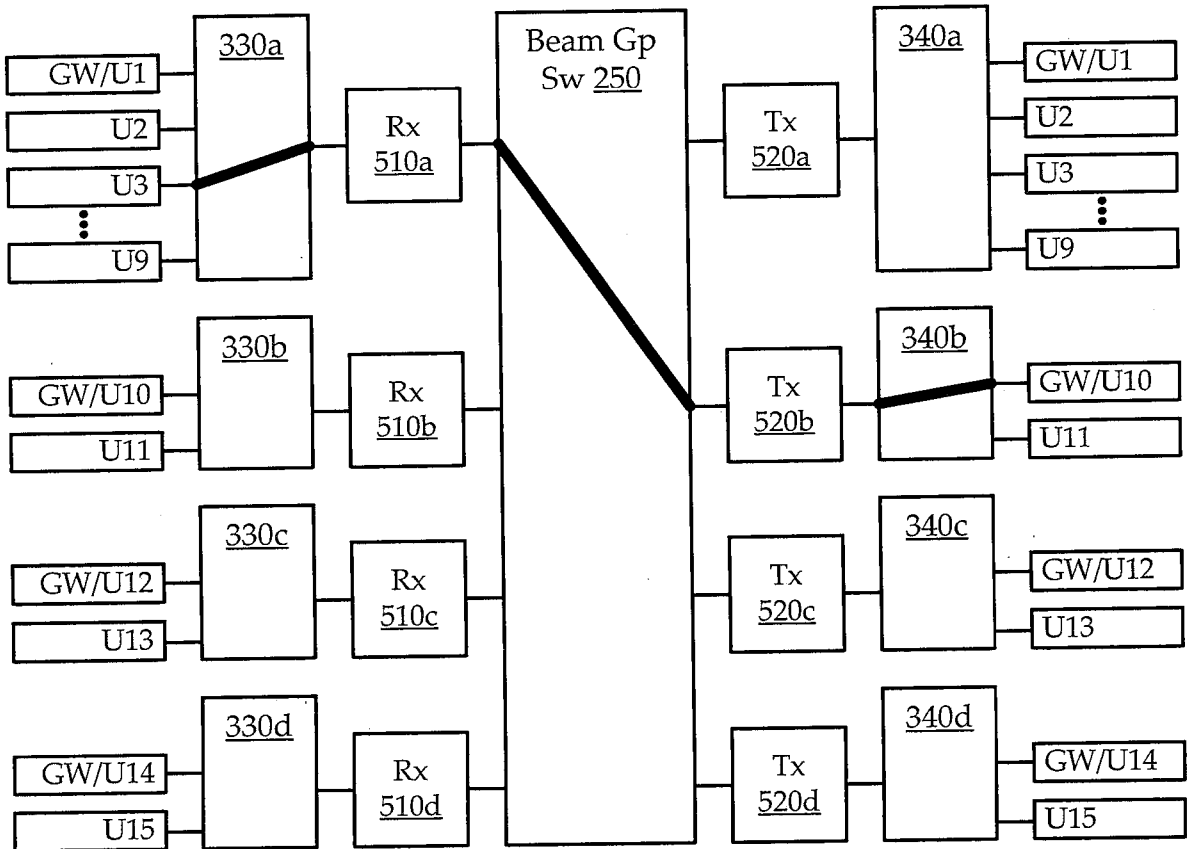 GW/U1
U2
U3
U9
330a
Rx
510a
Beam Gp
Sw 250
Tx
520a
340a
GW/U1
U2
U3
U9
GW/U10
U11
330b
Rx
510b
Tx
520b
340b
GW/U10
U11
GW/U12
U13
330c
Rx
510c
Tx
520c
340c
GW/U12
U13
GW/U14
U15
330d
Rx
510d
Tx
520d
340d
GW/U14
U15